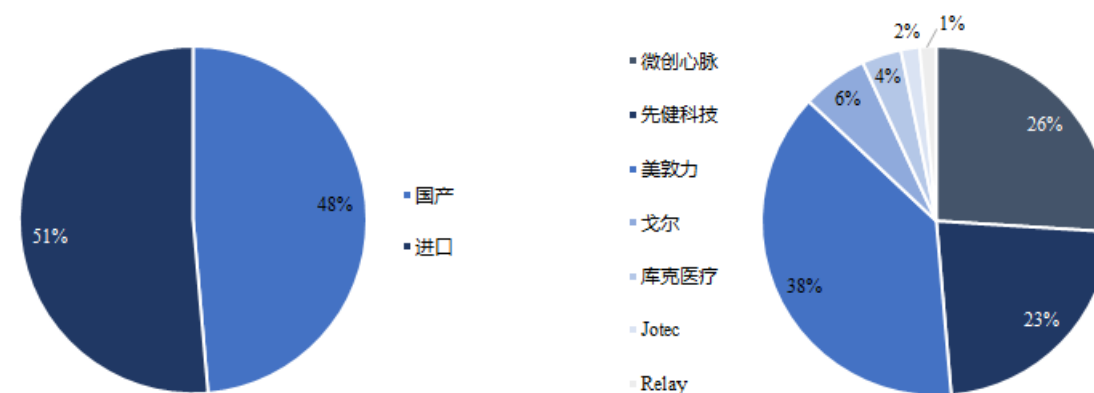 48%
51%
国产
进口
微创心脉
先健科技
美敦力
戈尔
库克医疗
Jotec
Relay
26%
23%
38%
6%
4%
2%
1%